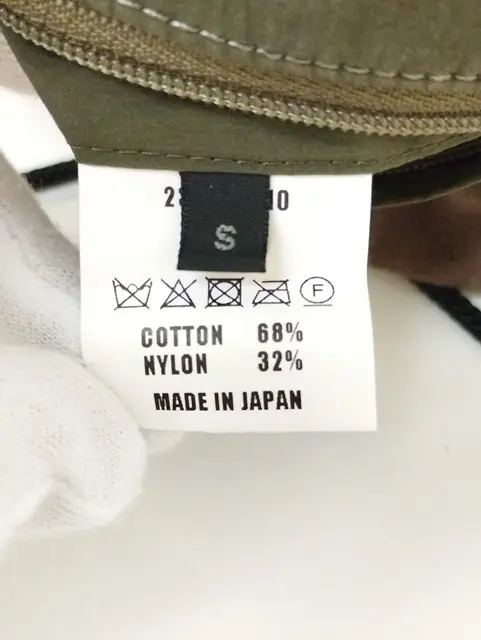 S
F
COTTON 68%
NYLON 32%
MADE IN JAPAN